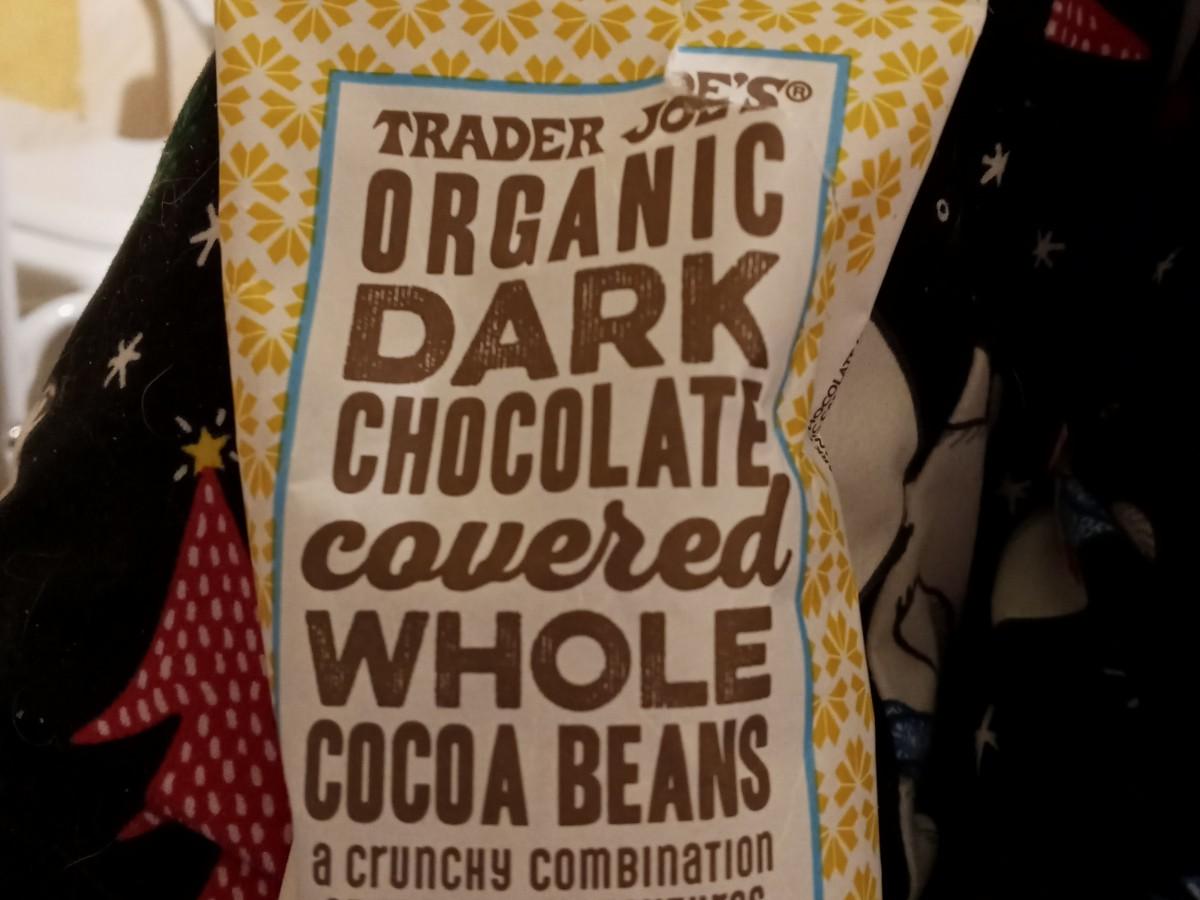 TRADER JOE'S®
ORGANIC
DARK
CHOCOLATE
covered
WHOLE
COCOA BEANS
a crunchy combination